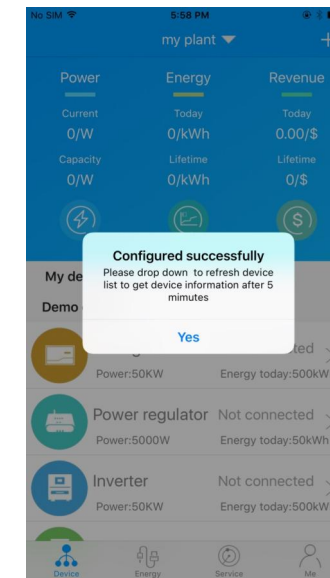 No SIM 5:58 PM
my plant
Power Energy Revenue
Current Today Today
0/W 0/kWh 0.00/$
Capacity Lifetime Lifetime
0/W 0/kWh 0/$
$
Configured successfully
Please drop down to refresh device
list to get device information after 5
mimutes
Yes
My de
Demo
Power:50KW Energy today:500kW
Power regulator Not connected
Power:5000W Energy today:50kWh
Inverter Not connected
Power:50KW Energy today:500kW
Device Energy Service Me